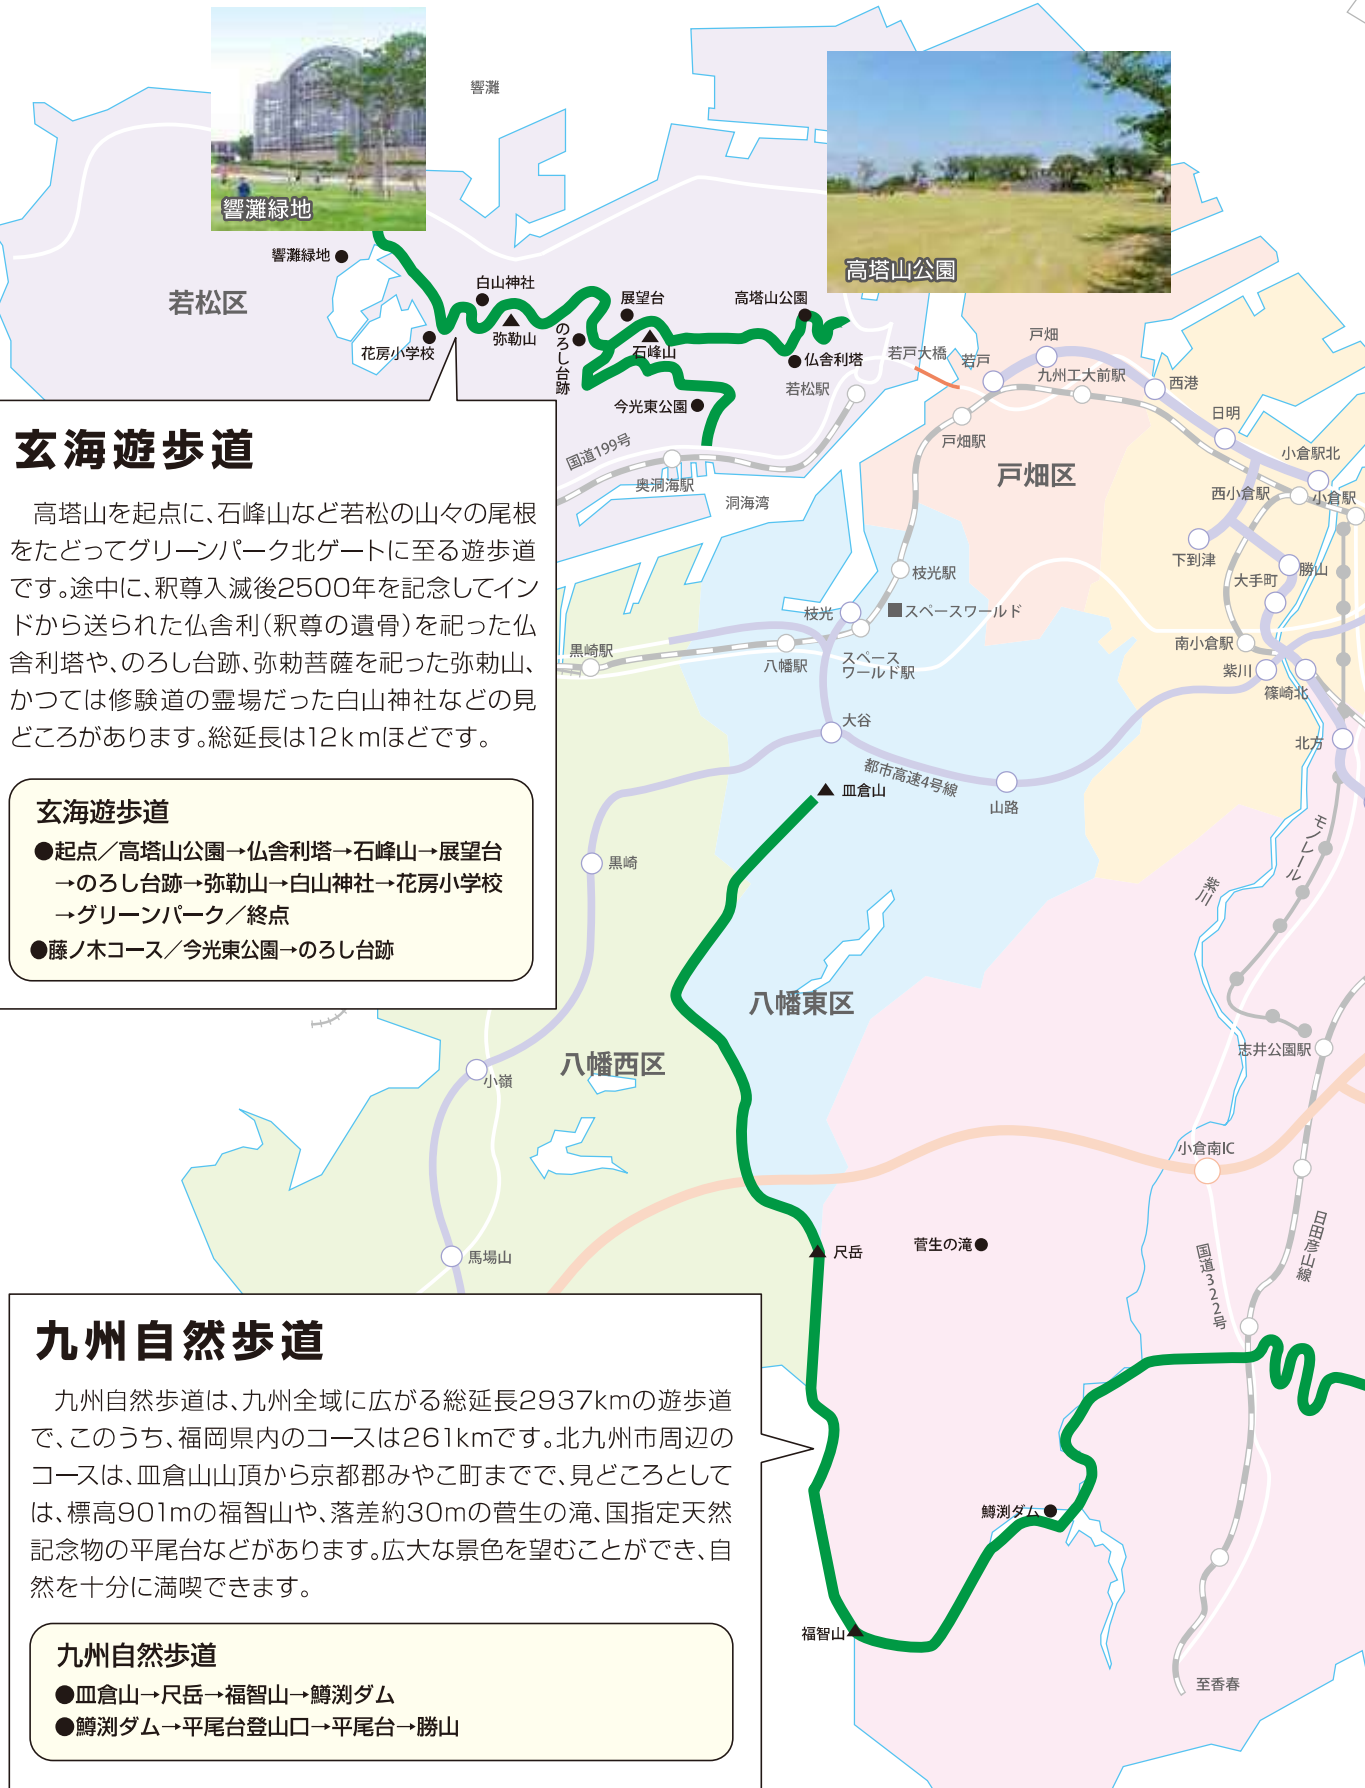 響灘
響灘緑地
高塔山公園
響灘緑地
若松区
白山神社
弥勒山
花房小学校
のろし台跡
展望台
石峰山
高塔山公園
仏舎利塔
今光東公園
若松駅
若戸大橋
若戸
戸畑
九州工大前駅
西港
日明
小倉駅北
戸畑駅
戸畑区
西小倉駅
小倉駅
国道199号
奥洞海駅
洞海湾
下到津
勝山
大手町
枝光駅
枝光
スペースワールド
南小倉駅
紫川
篠崎北
黒崎駅
八幡駅
スペース
ワールド駅
大谷
北方
都市高速4号線
山路
皿倉山
黒崎
モノレール
紫川
八幡東区
八幡西区
小嶺
志井公園駅
小倉南IC
馬場山
尺岳
菅生の滝
国道322号
日田彦山線
鱒渕ダム
福智山
至香春
玄海遊歩道
高塔山を起点に、石峰山など若松の山々の尾根
をたどってグリーンパーク北ゲートに至る遊歩道
です。途中に、釈尊入滅後2500年を記念してイン
ドから送られた仏舎利(釈尊の遺骨)を祀った仏
舎利塔や、のろし台跡、弥勒菩薩を祀った弥勒山、
かつては修験道の霊場だった白山神社などの見
どころがあります。総延長は12kmほどです。
玄海遊歩道
●起点／高塔山公園→仏舎利塔→石峰山→展望台
→のろし台跡→弥勒山→白山神社→花房小学校
→グリーンパーク／終点
●藤ノ木コース／今光東公園→のろし台跡
九州自然歩道
九州自然歩道は、九州全域に広がる総延長2937kmの遊歩道
で、このうち、福岡県内のコースは261kmです。北九州市周辺の
コースは、皿倉山山頂から京都郡みやこ町までで、見どころとして
は、標高901mの福智山や、落差約30mの菅生の滝、国指定天然
記念物の平尾台などがあります。広大な景色を望むことができ、自
然を十分に満喫できます。
九州自然歩道
●皿倉山→尺岳→福智山→鱒渕ダム
●鱒渕ダム→平尾台登山口→平尾台→勝山